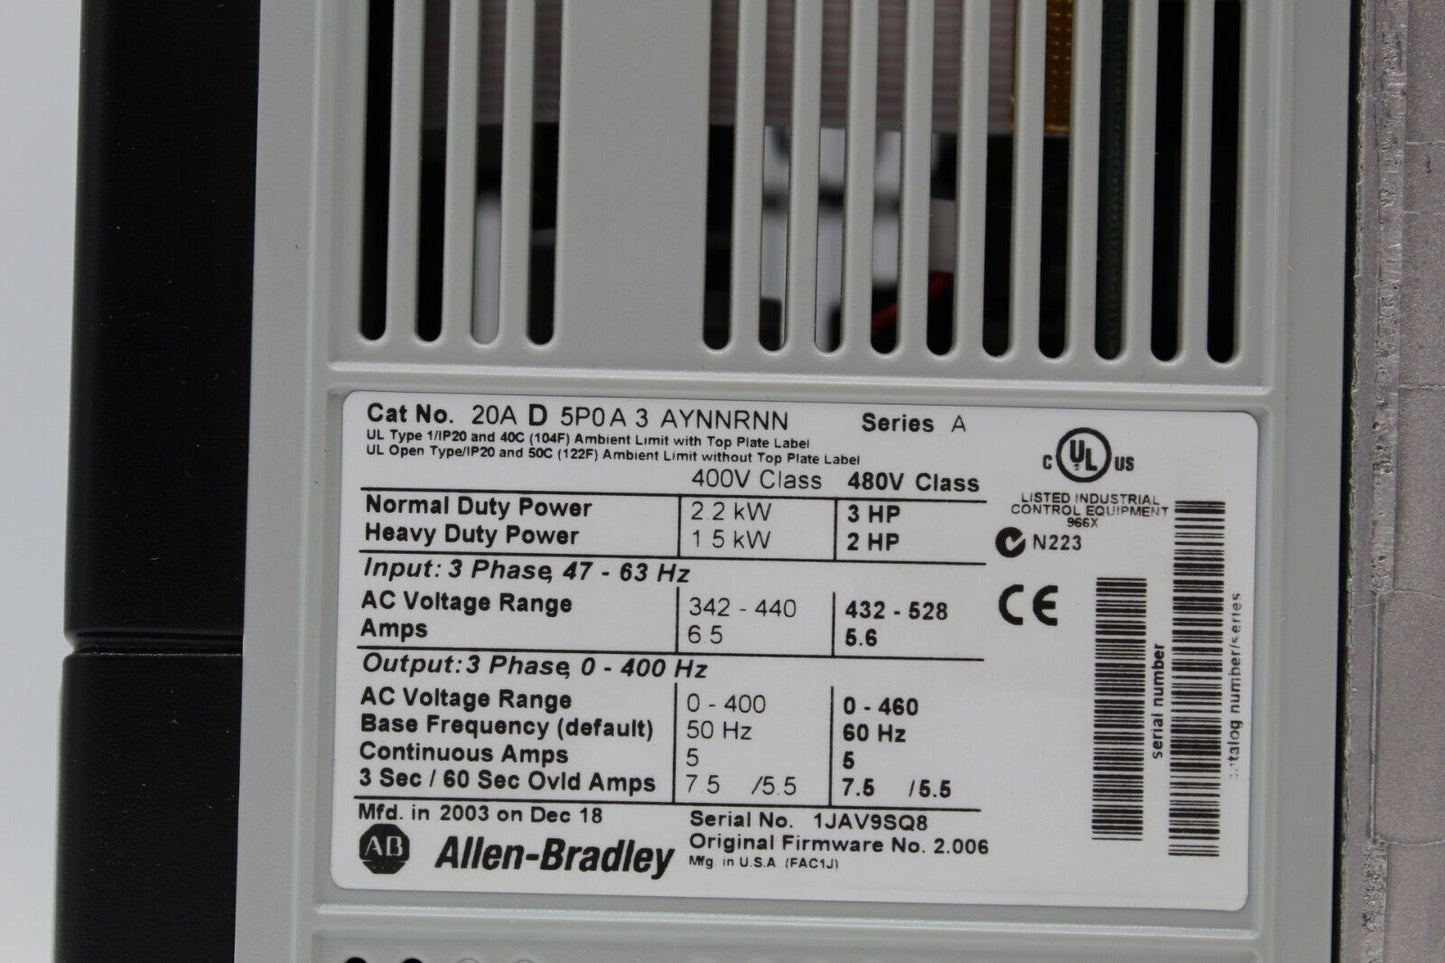 Cat No. 20A D 5P0 A 3 AYNNRNN Series A
UL Type 1/IP20 and 40C (104F) Ambient Limit with Top Plate Label
UL Open Type/IP20 and 50C (122F) Ambient Limit without Top Plate Label
400V Class 480V Class
Normal Duty Power 2.2 kW 3 HP
Heavy Duty Power 1.5 kW 2 HP
Input: 3 Phase, 47 - 63 Hz
AC Voltage Range 342 - 440 432 - 528
Amps 6.5 5.6
Output: 3 Phase, 0 - 400 Hz
AC Voltage Range 0 - 400 0 - 460
Base Frequency (default) 50 Hz 60 Hz
Continuous Amps 5 5
3 Sec / 60 Sec Ovld Amps 7.5 /5.5 7.5 /5.5
Mfd. in 2003 on Dec 18 Serial No. 1JAV9SQ8
AB Allen-Bradley Original Firmware No. 2.006
Mfg. in U.S.A. (FAC1J)
C UL US
LISTED INDUSTRIAL
CONTROL EQUIPMENT
966X
N223
CE
serial number
catalog number/series